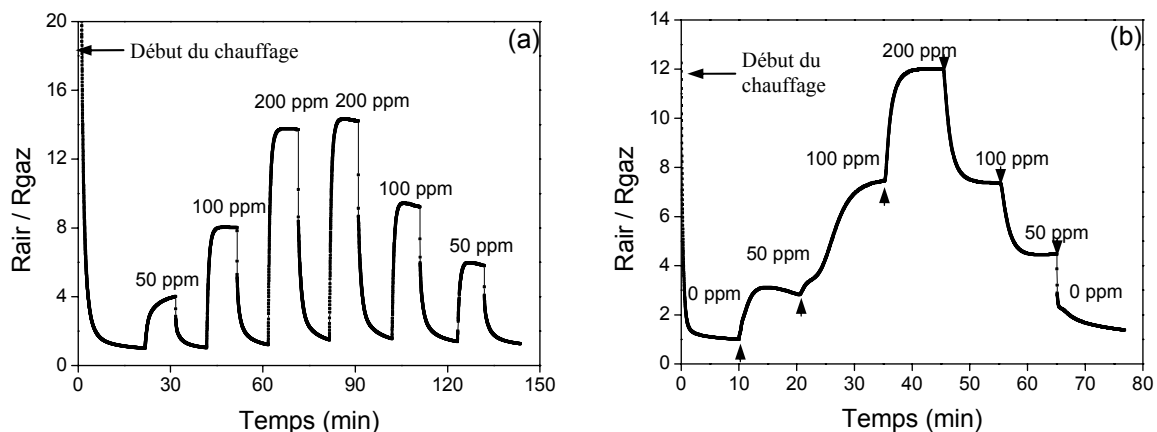 (a)
Rair / Rgaz
20
16
12
8
4
0
Début du chauffage
50 ppm
100 ppm
200 ppm
200 ppm
100 ppm
50 ppm
0
30
60
90
120
150
Temps (min)
(b)
Rair / Rgaz
14
12
10
8
6
4
2
0
Début du
chauffage
0 ppm
50 ppm
100 ppm
200 ppm
100 ppm
50 ppm
0 ppm
0
10
20
30
40
50
60
70
80
Temps (min)